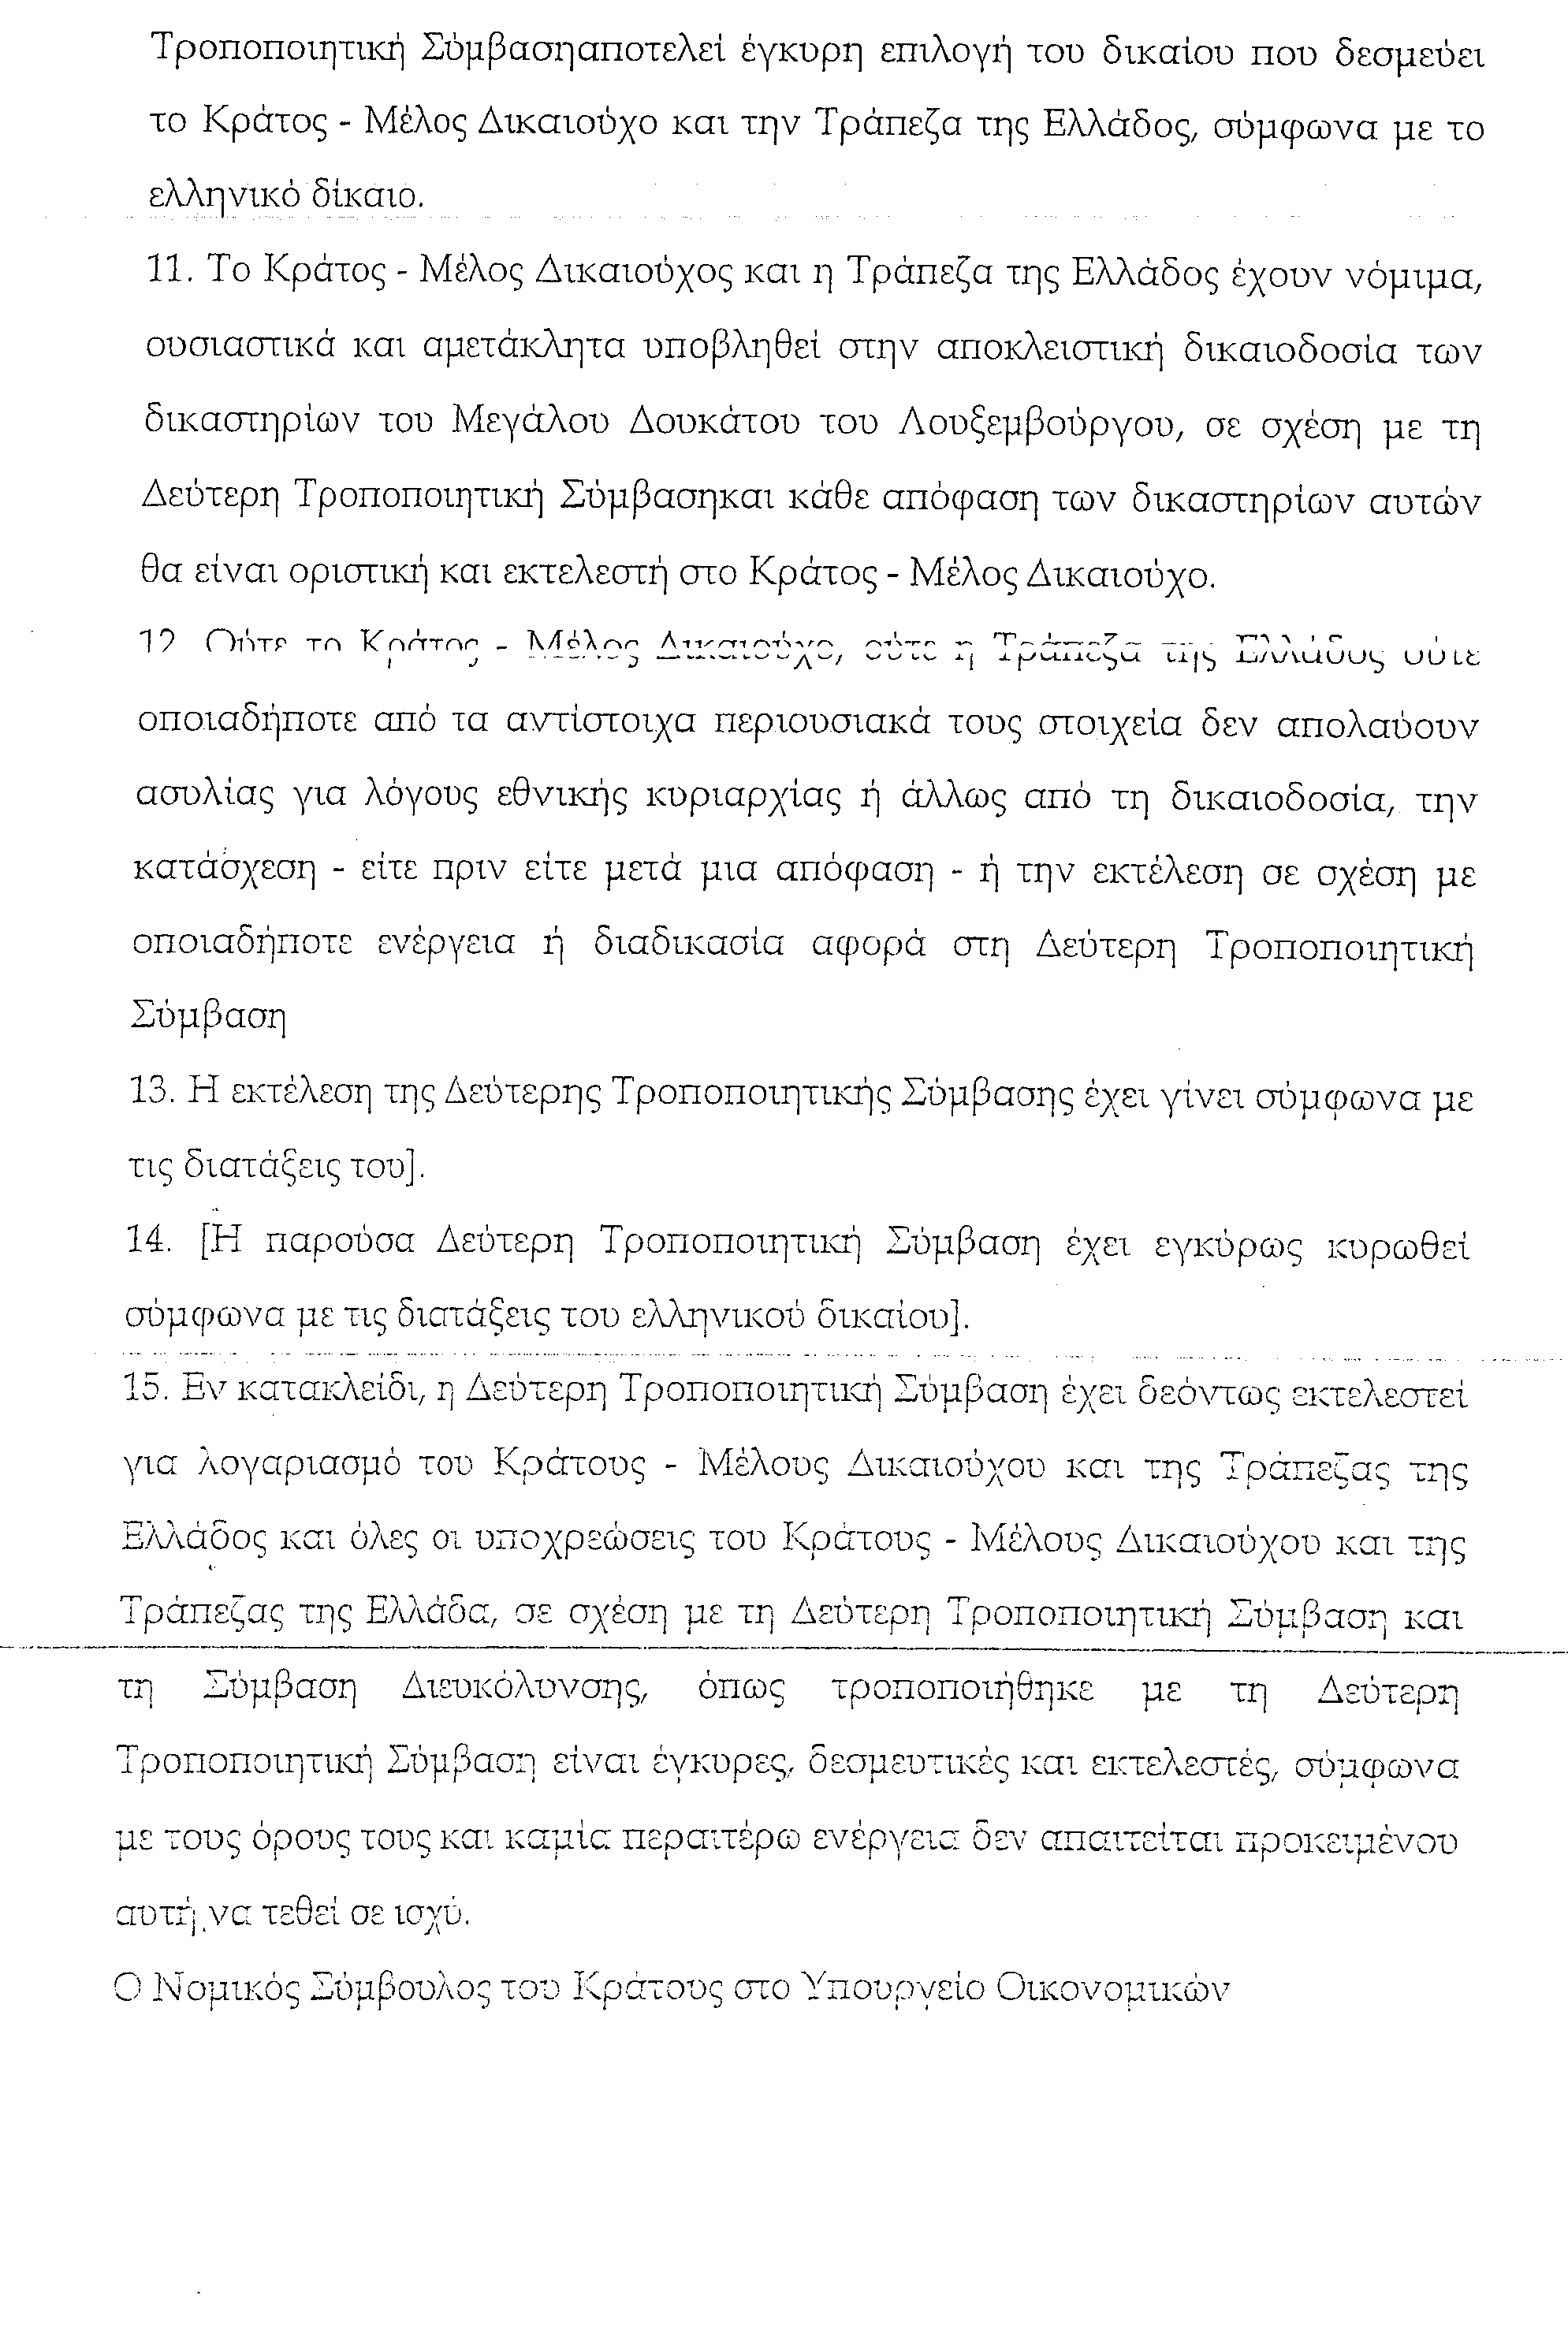 Τροποποιητική Σύμβασηαποτελεί έγκυρη επιλογή του δικαίου που δεσμεύει
το Κράτος - Μέλος Δικαιούχο και την Τράπεζα της Ελλάδος, σύμφωνα με το
ελληνικό δίκαιο.
11. Το Κράτος - Μέλος Δικαιούχος και η Τράπεζα της Ελλάδος έχουν νόμιμα,
ουσιαστικά και αμετάκλητα υποβληθεί στην αποκλειστική δικαιοδοσία των
δικαστηρίων του Μεγάλου Δουκάτου του Λουξεμβούργου, σε σχέση με τη
Δεύτερη Τροποποιητική Σύμβασηκαι κάθε απόφαση των δικαστηρίων αυτών
θα είναι οριστική και εκτελεστή στο Κράτος - Μέλος Δικαιούχο.
12 Ούτε το Κράτος - Μέλος Δικαιούχο, ούτε η Τράπεζα της Ελλάδος ούτε
οποιαδήποτε από τα αντίστοιχα περιουσιακά τους στοιχεία δεν απολαύουν
ασυλίας για λόγους εθνικής κυριαρχίας ή άλλως από τη δικαιοδοσία, την
κατάσχεση - είτε πριν είτε μετά μια απόφαση - ή την εκτέλεση σε σχέση με
οποιαδήποτε ενέργεια ή διαδικασία αφορά στη Δεύτερη Τροποποιητική
Σύμβαση
13. Η εκτέλεση της Δεύτερης Τροποποιητικής Σύμβασης έχει γίνει σύμφωνα με
τις διατάξεις του].
14. [Η παρούσα Δεύτερη Τροποποιητική Σύμβαση έχει εγκύρως κυρωθεί
σύμφωνα με τις διατάξεις του ελληνικού δικαίου].
15. Εν κατακλείδι, η Δεύτερη Τροποποιητική Σύμβαση έχει δεόντως εκτελεστεί
για λογαριασμό του Κράτους - Μέλους Δικαιούχου και της Τράπεζας της
Ελλάδος και όλες οι υποχρεώσεις του Κράτους - Μέλους Δικαιούχου και της
Τράπεζας της Ελλάδα, σε σχέση με τη Δεύτερη Τροποποιητική Σύμβαση και
τη Σύμβαση Διευκόλυνσης, όπως τροποποιήθηκε με τη Δεύτερη
Τροποποιητική Σύμβαση είναι έγκυρες, δεσμευτικές και εκτελεστές, σύμφωνα
με τους όρους τους και καμία περαιτέρω ενέργεια δεν απαιτείται προκειμένου
αυτή να τεθεί σε ισχύ.
Ο Νομικός Σύμβουλος του Κράτους στο Υπουργείο Οικονομικών